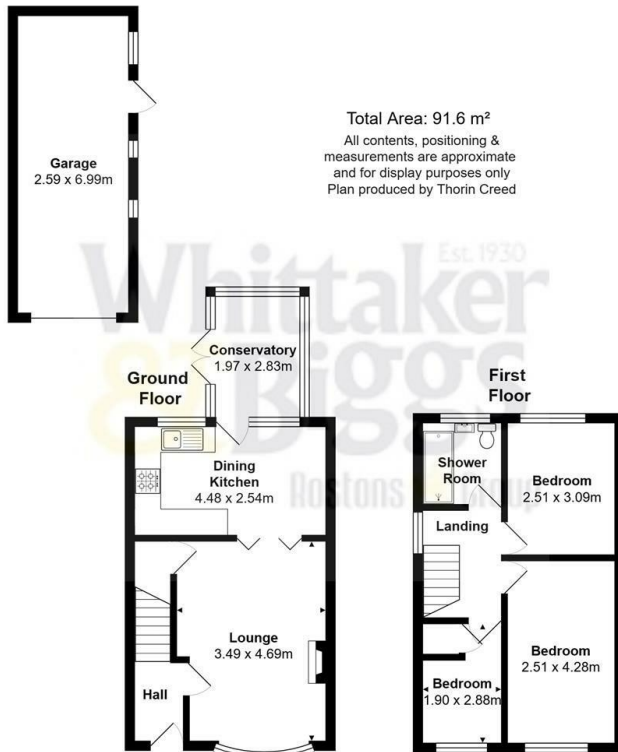 Garage
2.59 x 6.99m
Total Area: 91.6 m²
All contents, positioning &
measurements are approximate
and for display purposes only
Plan produced by Thorin Creed
Est. 1930
Whittaker
& Biggs
Rostons Group
Ground
Floor
Conservatory
1.97 x 2.83m
Dining
Kitchen
4.48 x 2.54m
Lounge
3.49 x 4.69m
Hall
First
Floor
Shower
Room
Bedroom
2.51 x 3.09m
Landing
Bedroom
2.51 x 4.28m
Bedroom
1.90 x 2.88m